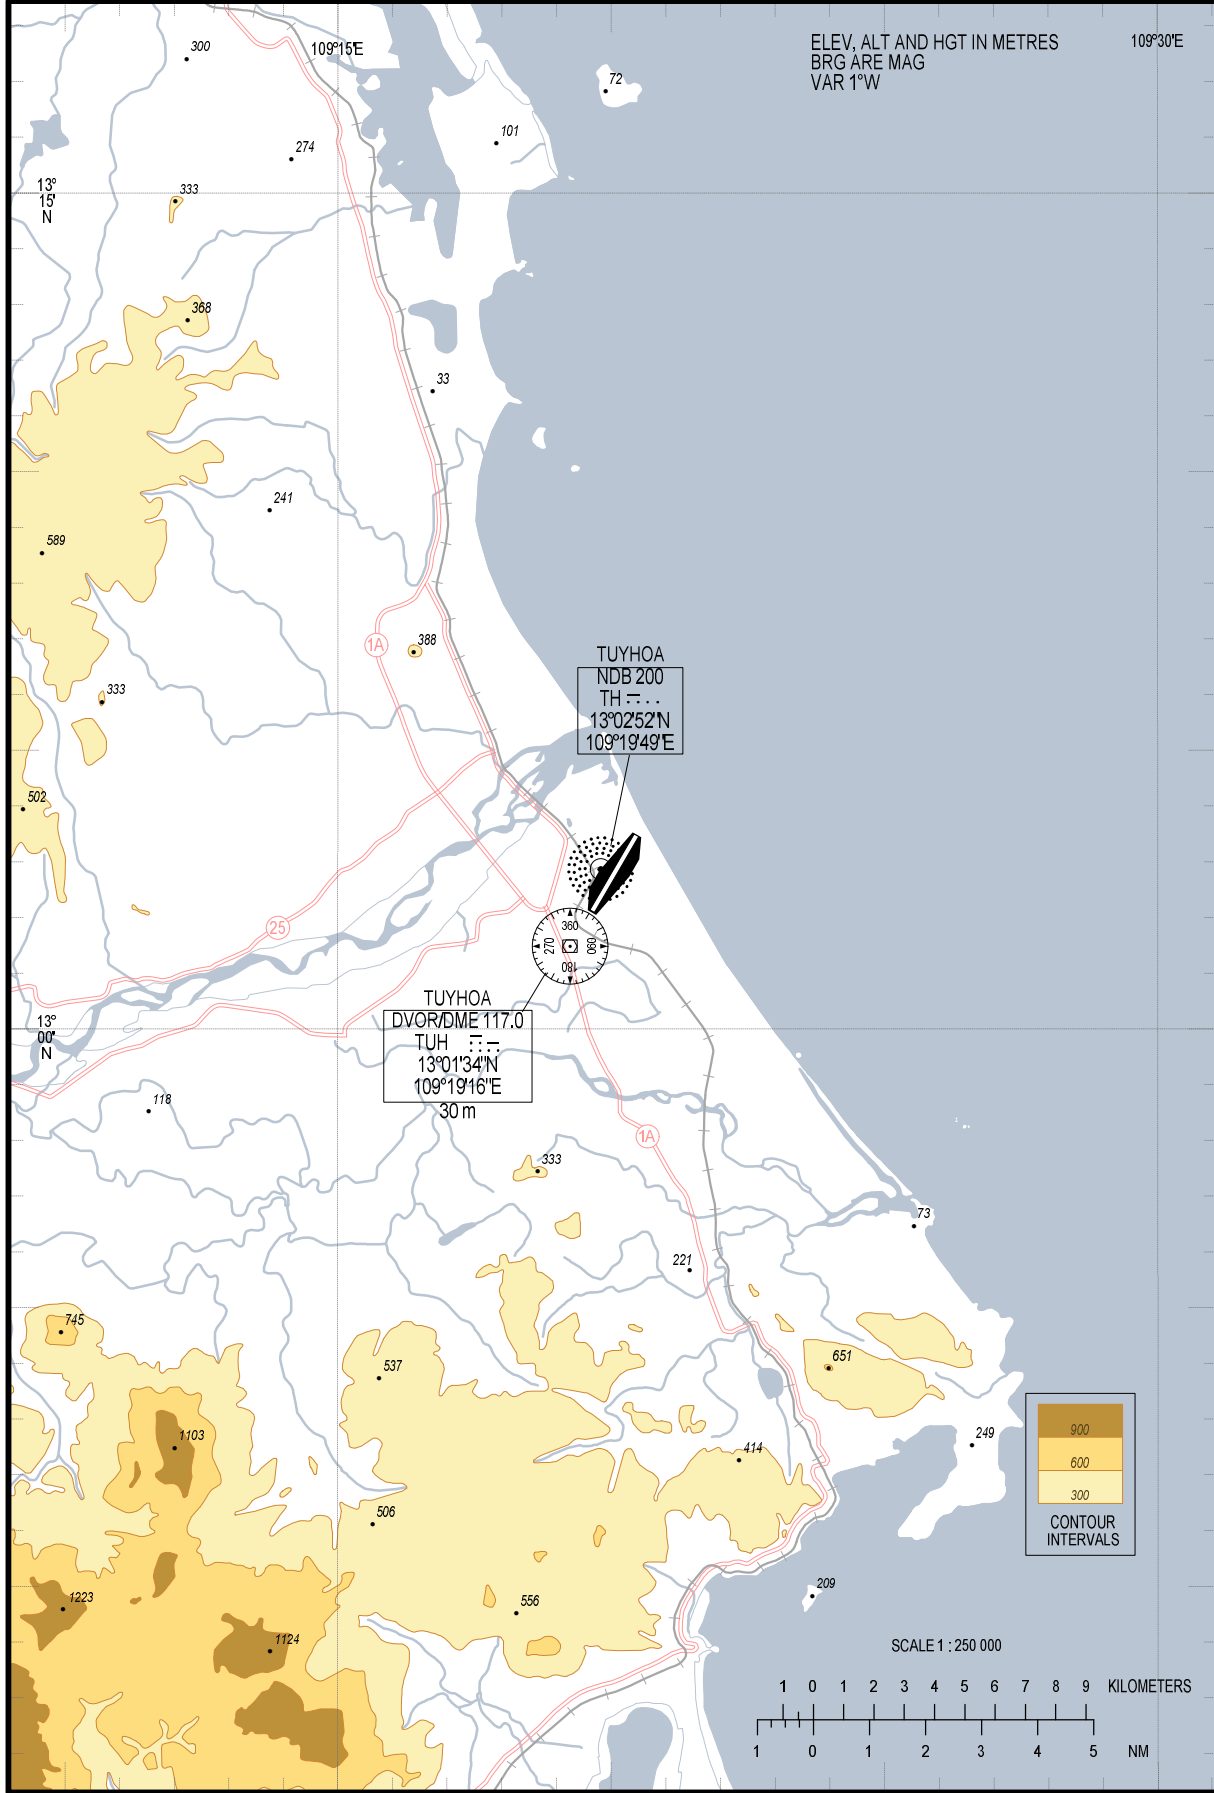 300
109°15'E
ELEV, ALT AND HGT IN METRES
BRG ARE MAG
VAR 1°W
109°30'E
72
101
274
13°
15'
N
333
368
33
241
589
1A
388
TUYHOA
NDB 200
TH
13°02'52"N
109°19'49"E
333
502
25
360
270
090
180
TUYHOA
DVOR/DME 117.0
TUH
13°01'34"N
109°19'16"E
30 m
13°
00'
N
118
1A
333
73
221
745
651
537
1103
249
414
900
600
300
CONTOUR
INTERVALS
506
1223
556
209
1124
SCALE 1 : 250 000
1 0 1 2 3 4 5 6 7 8 9 KILOMETERS
1 0 1 2 3 4 5 NM